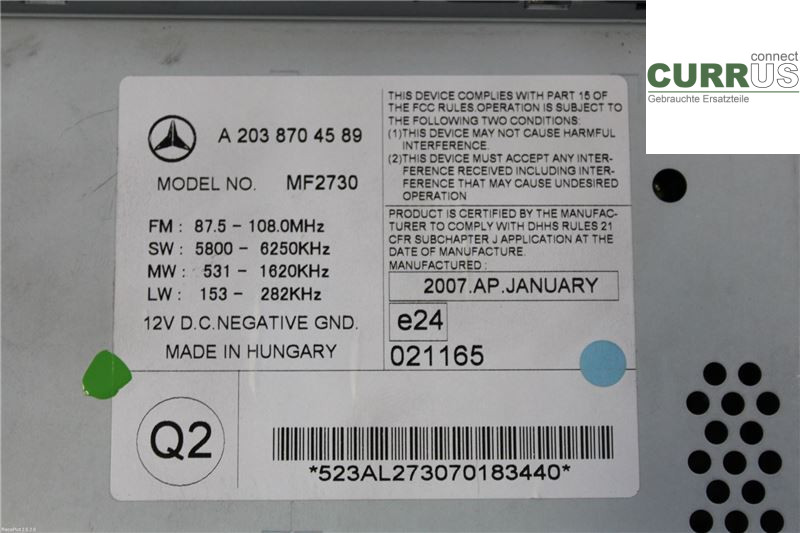 connect
CURRUS
Gebrauchte Ersatzteile
A 203 870 45 89
MODEL NO. MF2730
FM : 87.5 - 108.0MHz
SW : 5800 - 6250KHz
MW : 531 - 1620KHz
LW : 153 - 282KHz
12V D.C.NEGATIVE GND.
MADE IN HUNGARY
THIS DEVICE COMPLIES WITH PART 15 OF
THE FCC RULES OPERATION IS SUBJECT TO
THE FOLLOWING TWO CONDITIONS:
(1)THIS DEVICE MAY NOT CAUSE HARMFUL
INTERFERENCE.
(2)THIS DEVICE MUST ACCEPT ANY INTER-
FERENCE RECEIVED INCLUDING INTER-
FERENCE THAT MAY CAUSE UNDESIRED
OPERATION
PRODUCT IS CERTIFIED BY THE MANUFAC-
TURER TO COMPLY WITH DHHS RULES 21
CFR SUBCHAPTER J APPLICATION AT THE
DATE OF MANUFACTURE.
MANUFACTURED :
2007.AP.JANUARY
e24
021165
Q2
*523AL273070183440*